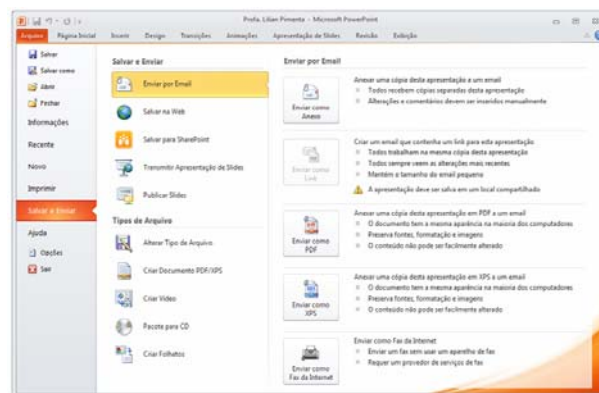 Profa. Lilian Pimenta - Microsoft PowerPoint
Arquivo Página Inicial Inserir Design Transições Animações Apresentação de Slides Revisão Exibição
Salvar
Salvar como
Abrir
Fechar
Informações
Recente
Novo
Imprimir
Salvar e Enviar
Ajuda
Opções
Sair
Salvar e Enviar
Enviar por Email
Salvar na Web
Salvar para SharePoint
Transmitir Apresentação de Slides
Publicar Slides
Tipos de Arquivo
Alterar Tipo de Arquivo
Criar Documento PDF/XPS
Criar Vídeo
Pacote para CD
Criar Folhetos
Enviar por Email
Enviar como
Anexo
Anexar uma cópia desta apresentação a um email
Todos recebem cópias separadas desta apresentação
Alterações e comentários devem ser inseridos manualmente
Enviar como
Link
Criar um email que contenha um link para esta apresentação
Todos trabalham na mesma cópia desta apresentação
Todos sempre veem as alterações mais recentes
Mantém o tamanho do email pequeno
A apresentação deve ser salva em um local compartilhado
Enviar como
PDF
Anexar uma cópia desta apresentação em PDF a um email
O documento tem a mesma aparência na maioria dos computadores
Preserva fontes, formatação e imagens
O conteúdo não pode ser facilmente alterado
Enviar como
XPS
Anexar uma cópia desta apresentação em XPS a um email
O documento tem a mesma aparência na maioria dos computadores
Preserva fontes, formatação e imagens
O conteúdo não pode ser facilmente alterado
Enviar como
Fax da Internet
Enviar como Fax da Internet
Enviar um fax sem usar um aparelho de fax
Requer um provedor de serviços de fax